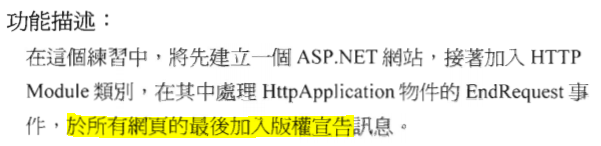 功能描述：
在這個練習中，將先建立一個 ASP.NET 網站，接著加入 HTTP
Module 類別，在其中處理 HttpApplication 物件的 EndRequest 事
件，於所有網頁的最後加入版權宣告訊息。